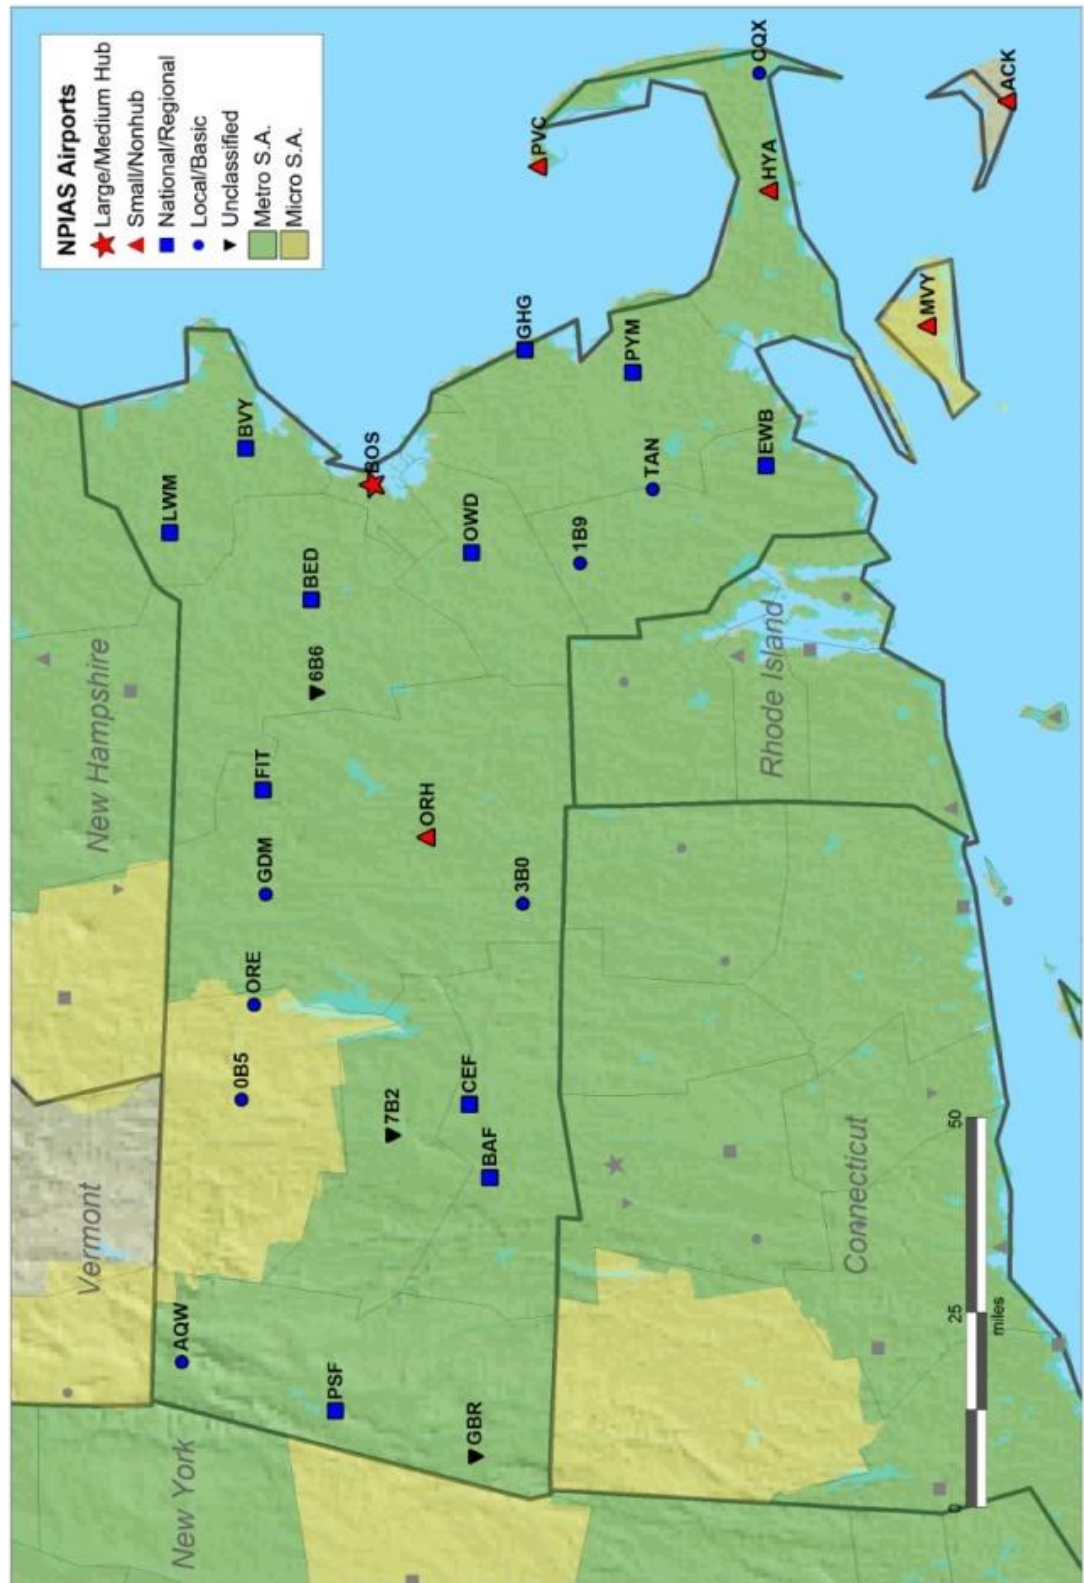 NPIAS Airports
Large/Medium Hub
Small/Nonhub
National/Regional
Local/Basic
Unclassified
Metro S.A.
Micro S.A.
New York
Vermont
New Hampshire
AQW
0B5
ORE
GDM
FIT
LWM
BVY
PSF
6B6
BED
BOS
7B2
ORH
GBR
BAF
CEF
3B0
OWD
GHG
PVC
1B9
TAN
PYM
EWB
HYA
CQX
MVY
ACK
Connecticut
Rhode Island
0
25
50
miles